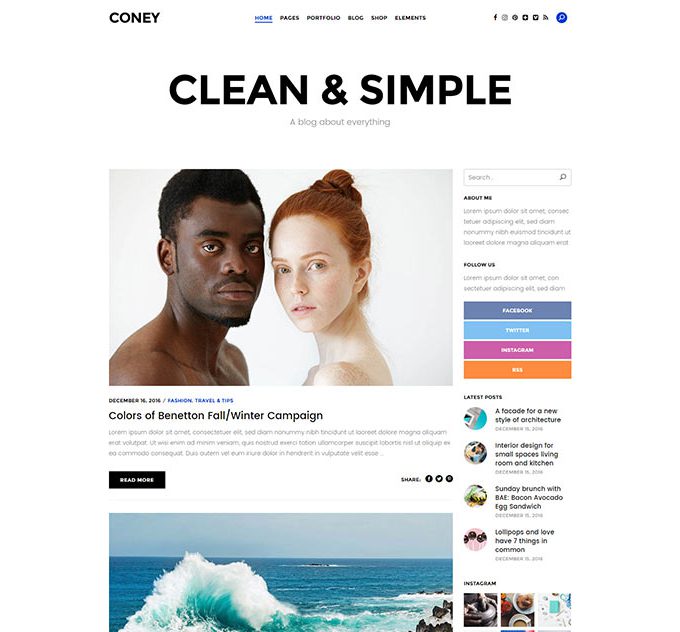 CONEY
HOME PAGES PORTFOLIO BLOG SHOP ELEMENTS
CLEAN & SIMPLE
A blog about everything
DECEMBER 16, 2016 / FASHION, TRAVEL & TIPS
Colors of Benetton Fall/Winter Campaign
Lorem ipsum dolor sit amet, consectetuer adipiscing elit, sed diam nonummy nibh euismod tincidunt ut laoreet dolore magna aliquam
erat volutpat. Ut wisi enim ad minim veniam, quis nostrud exerci tation ullamcorper suscipit lobortis nisl ut aliquip ex
ea commodo consequat. Duis autem vel eum iriure dolor in hendrerit in vulputate velit esse ...
READ MORE
SHARE:
Search..
ABOUT ME
Lorem ipsum dolor sit amet, consec
tetuer adipiscing elit, sed diam
nonummy nibh euismod tincidunt ut
laoreet dolore magna aliquam erat
FOLLOW US
Lorem ipsum dolor sit amet, con
sectetuer adipiscing elit, sed diam
FACEBOOK
TWITTER
INSTAGRAM
RSS
LATEST POSTS
A facade for a new
style of architecture
DECEMBER 15, 2016
Interior design for
small spaces living
room and kitchen
DECEMBER 15, 2016
Sunday brunch with
BAE: Bacon Avocado
Egg Sandwich
DECEMBER 15, 2016
Lollipops and love
have 7 things in
common
DECEMBER 15, 2016
INSTAGRAM